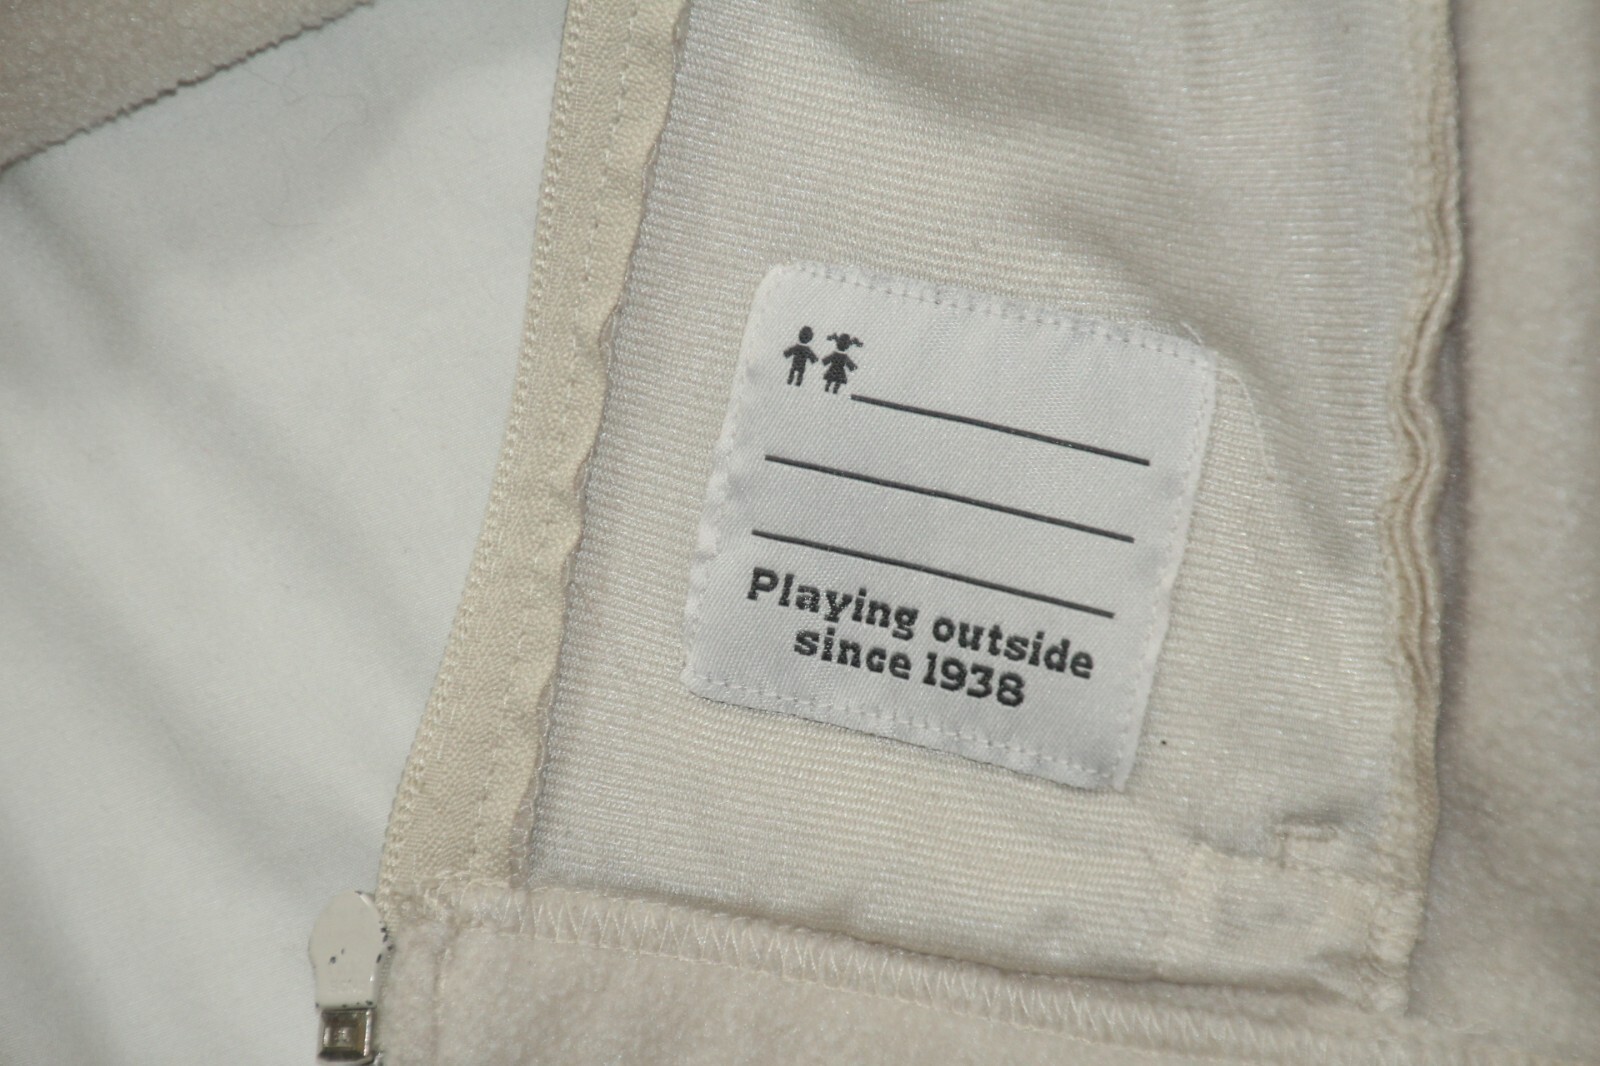 Playing outside
since 1938